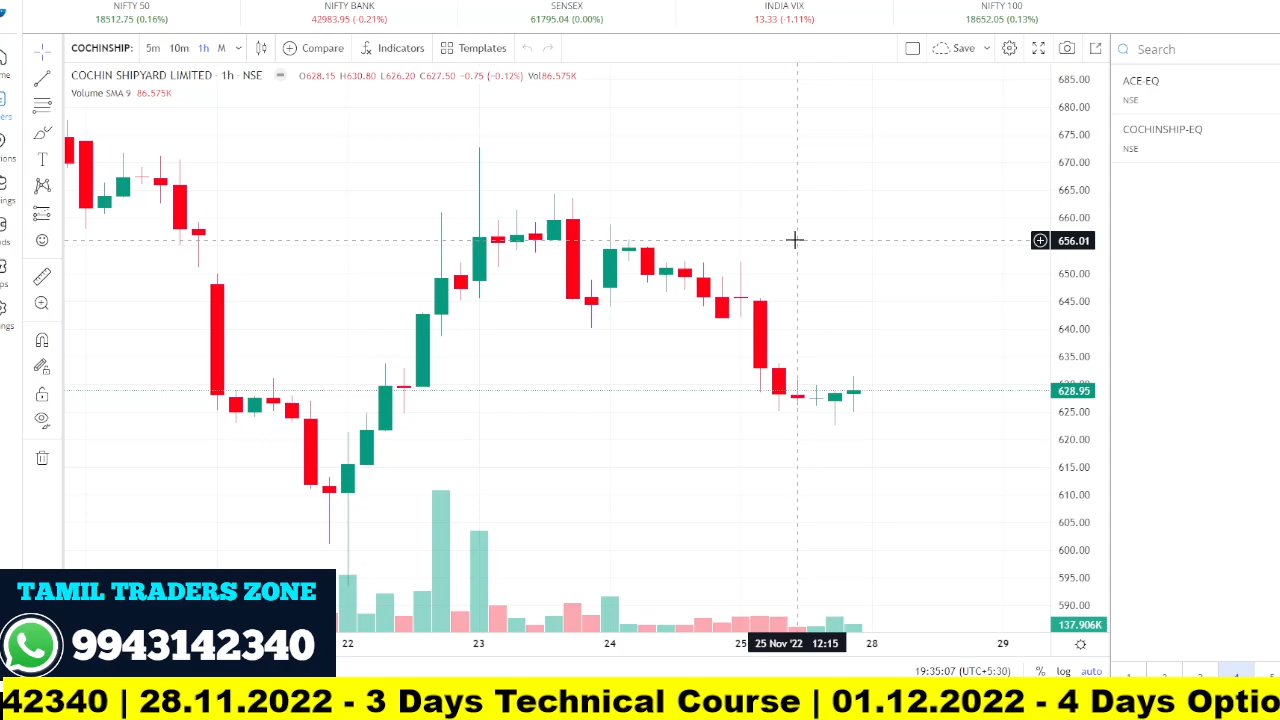 NIFTY 50 NIFTY BANK SENSEX INDIA VIX NIFTY 100
18512.75 (0.16%) 42983.95 (-0.21%) 61795.04 (0.00%) 13.33 (-1.11%) 18652.05 (0.13%)
COCHINSHIP: 5m 10m 1h M Compare Indicators Templates Save Search
COCHIN SHIPYARD LIMITED · 1h · NSE O628.15 H630.80 L626.20 C627.50 -0.75 (-0.12%) Vol86.575K
Volume SMA 9 86.575K
ACE-EQ
NSE
COCHINSHIP-EQ
NSE
685.00
680.00
675.00
670.00
665.00
660.00
656.01
650.00
645.00
640.00
635.00
628.95
625.00
620.00
615.00
610.00
605.00
600.00
595.00
590.00
137.906K
22 23 24 25 25 Nov '22 12:15 28 29
19:35:07 (UTC+5:30) % log auto
TAMIL TRADERS ZONE
9943142340
42340 | 28.11.2022 - 3 Days Technical Course | 01.12.2022 - 4 Days Optio